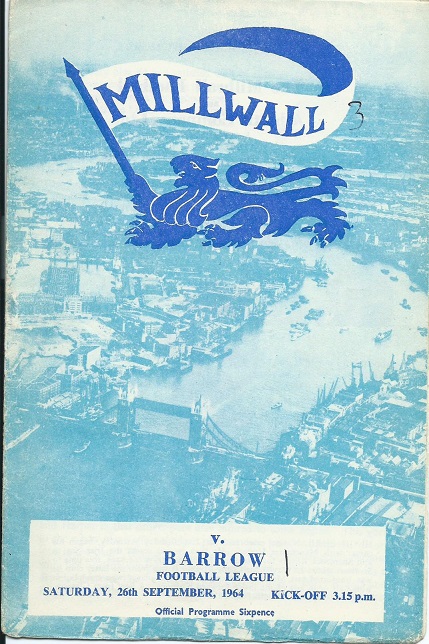 MILLWALL
3
v.
BARROW 1
FOOTBALL LEAGUE
SATURDAY, 26th SEPTEMBER, 1964 KICK-OFF 3.15 p.m.
Official Programme Sixpence